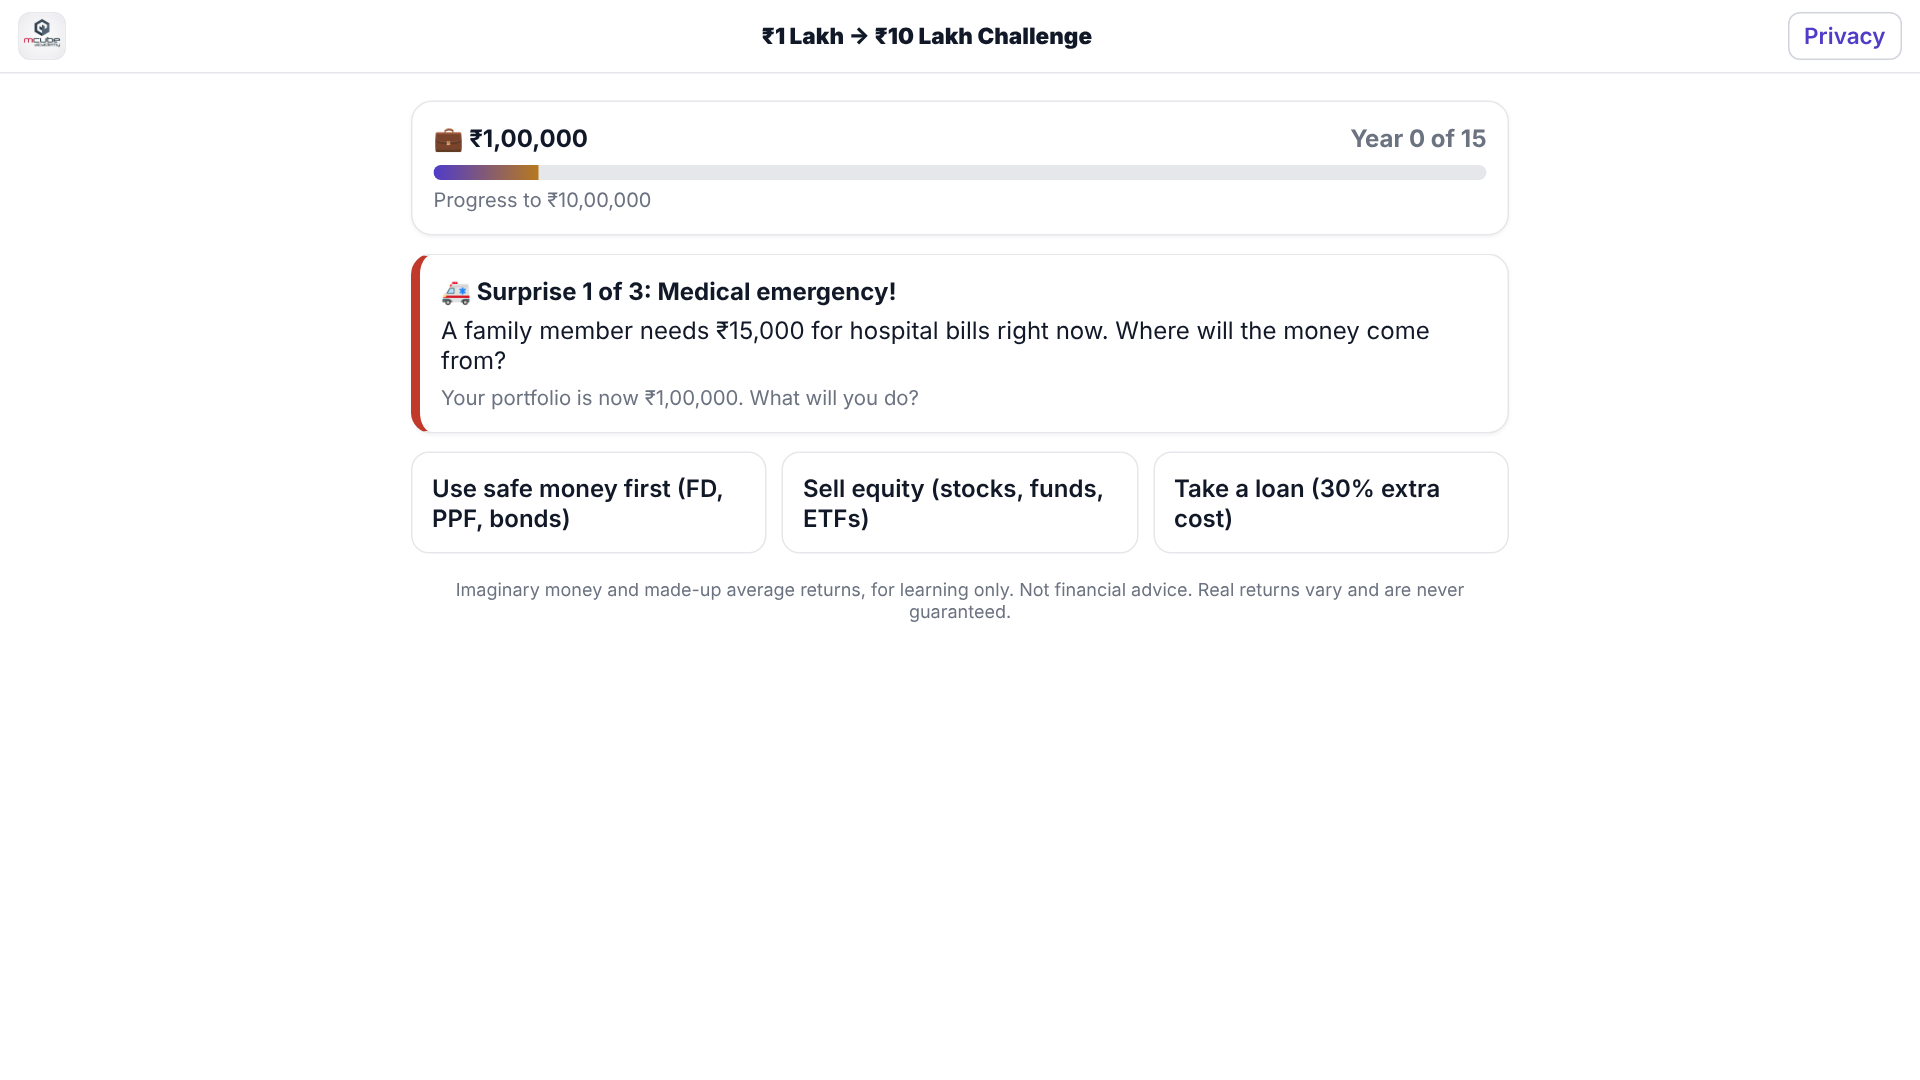 mcube
academy
₹1 Lakh → ₹10 Lakh Challenge
Privacy
₹1,00,000
Year 0 of 15
Progress to ₹10,00,000
Surprise 1 of 3: Medical emergency!
A family member needs ₹15,000 for hospital bills right now. Where will the money come
from?
Your portfolio is now ₹1,00,000. What will you do?
Use safe money first (FD,
PPF, bonds)
Sell equity (stocks, funds,
ETFs)
Take a loan (30% extra
cost)
Imaginary money and made-up average returns, for learning only. Not financial advice. Real returns vary and are never
guaranteed.